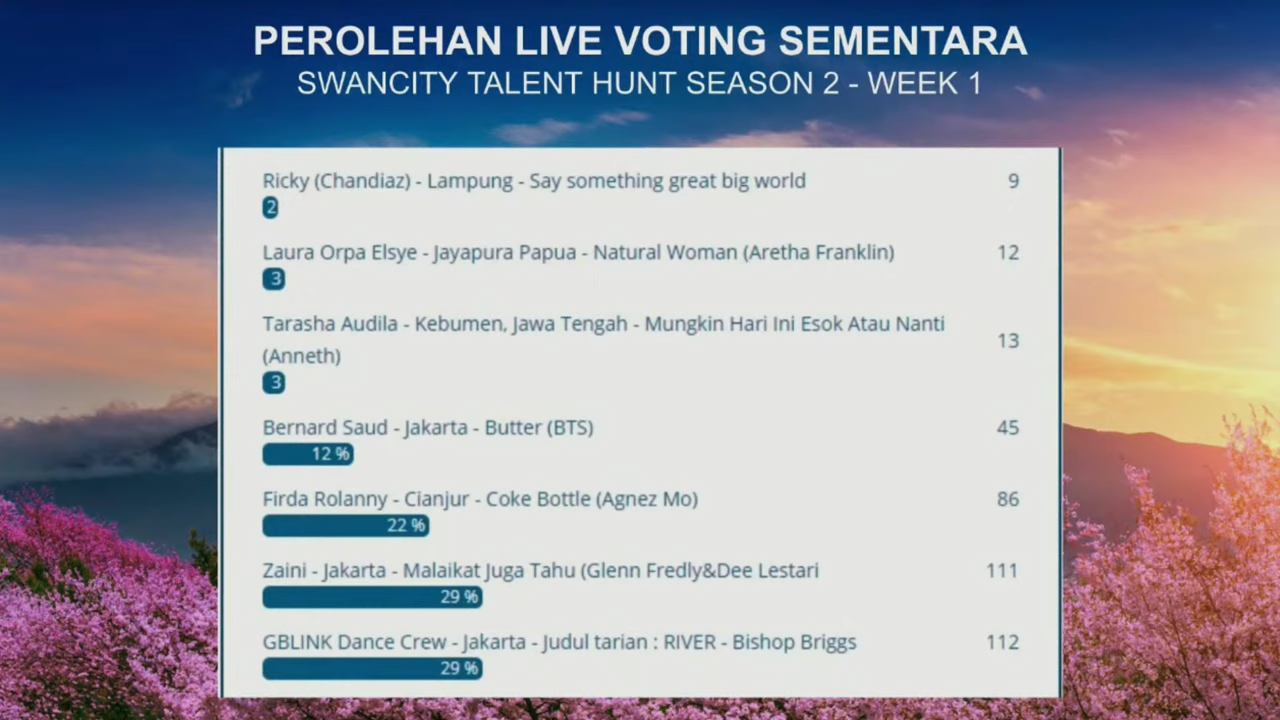 PEROLEHAN LIVE VOTING SEMENTARA
SWANCITY TALENT HUNT SEASON 2 - WEEK 1
Ricky (Chandiaz) - Lampung - Say something great big world 9
2
Laura Orpa Elsye - Jayapura Papua - Natural Woman (Aretha Franklin) 12
3
Tarasha Audila - Kebumen, Jawa Tengah - Mungkin Hari Ini Esok Atau Nanti
(Anneth) 13
3
Bernard Saud - Jakarta - Butter (BTS) 45
12 %
Firda Rolanny - Cianjur - Coke Bottle (Agnez Mo) 86
22 %
Zaini - Jakarta - Malaikat Juga Tahu (Glenn Fredly&Dee Lestari 111
29 %
GBLINK Dance Crew - Jakarta - Judul tarian : RIVER - Bishop Briggs 112
29 %